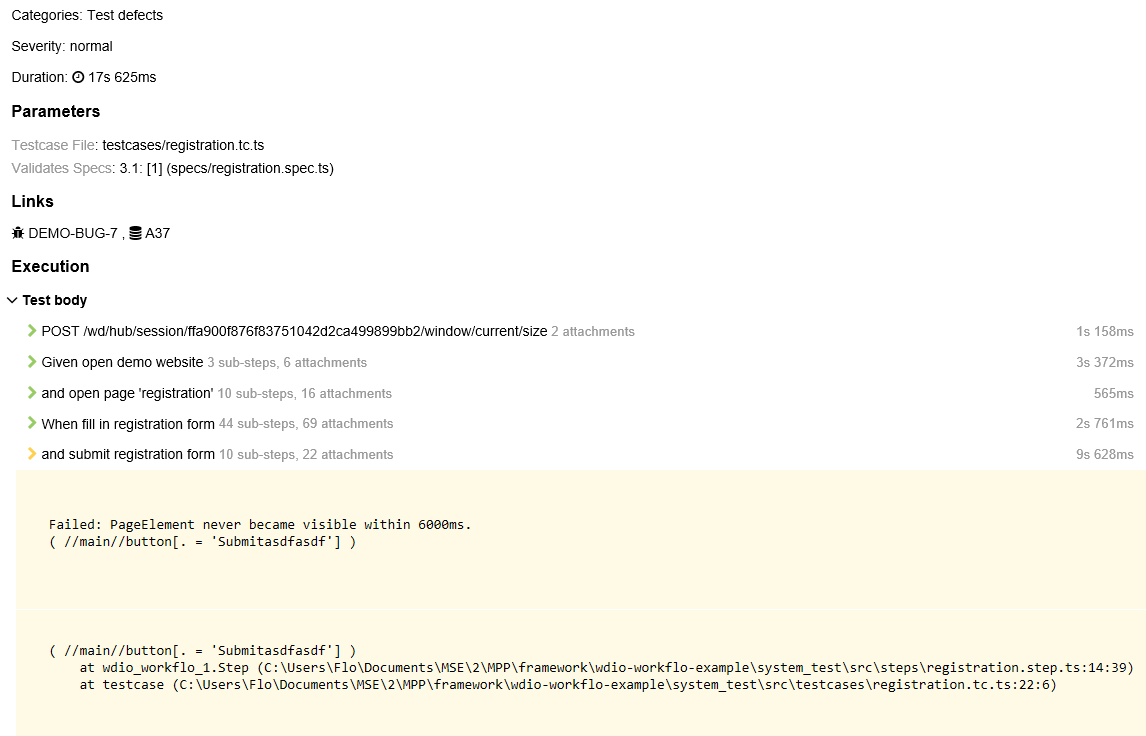 Categories: Test defects
Severity: normal
Duration: 17s 625ms
Parameters
Testcase File: testcases/registration.tc.ts
Validates Specs: 3.1: [1] (specs/registration.spec.ts)
Links
DEMO-BUG-7 , A37
Execution
Test body
POST /wd/hub/session/ffa900f876f83751042d2ca499899bb2/window/current/size 2 attachments 1s 158ms
Given open demo website 3 sub-steps, 6 attachments 3s 372ms
and open page 'registration' 10 sub-steps, 16 attachments 565ms
When fill in registration form 44 sub-steps, 69 attachments 2s 761ms
and submit registration form 10 sub-steps, 22 attachments 9s 628ms
Failed: PageElement never became visible within 6000ms.
( //main//button[. = 'Submitasdfasdf'] )
( //main//button[. = 'Submitasdfasdf'] )
at wdio_workflo_1.Step (C:\Users\Flo\Documents\MSE\2\MPP\framework\wdio-workflo-example\system_test\src\steps\registration.step.ts:14:39)
at testcase (C:\Users\Flo\Documents\MSE\2\MPP\framework\wdio-workflo-example\system_test\src\testcases\registration.tc.ts:22:6)